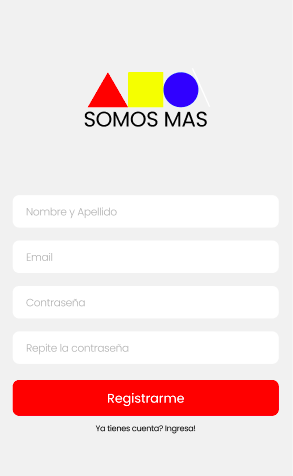 SOMOS MAS
Nombre y Apellido
Email
Contraseña
Repite la contraseña
Registrarme
Ya tienes cuenta? Ingresa!